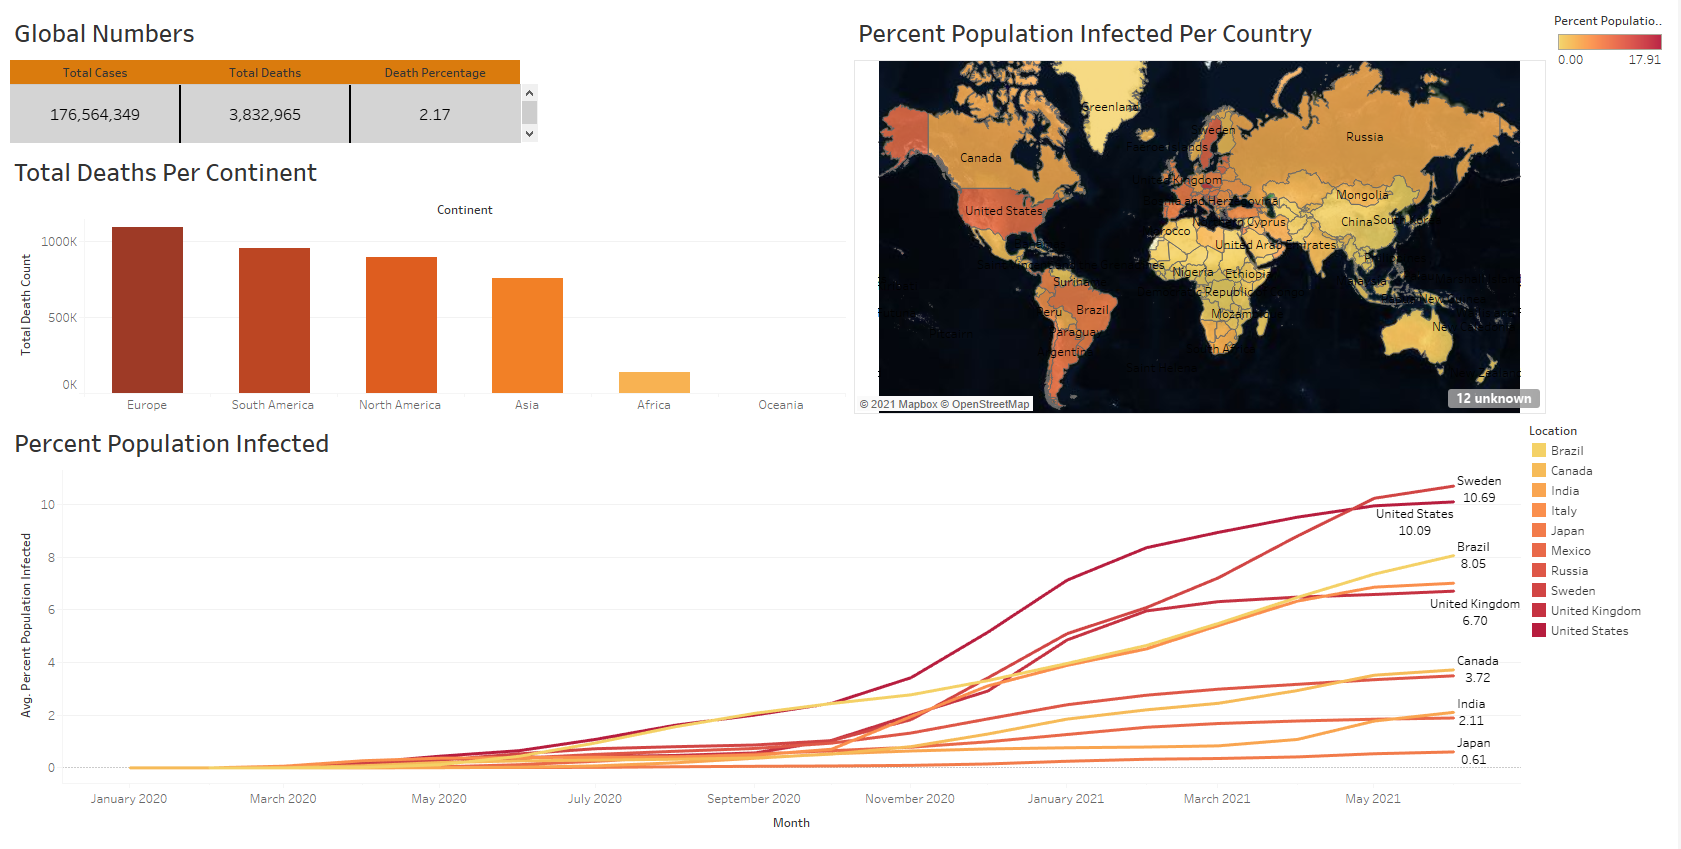 Global Numbers
Total Cases
Total Deaths
Death Percentage
176,564,349
3,832,965
2.17
Total Deaths Per Continent
Continent
Total Death Count
1000K
500K
0K
Europe
South America
North America
Asia
Africa
Oceania
Percent Population Infected Per Country
Greenland
Sweden
Russia
Canada
United Kingdom
Mongolia
United States
China
United Arab Emirates
Nigeria
Ethiopia
Peru
Brazil
Paraguay
© 2021 Mapbox © OpenStreetMap
12 unknown
Percent Populatio..
0.00
17.91
Percent Population Infected
Avg. Percent Population Infected
10
8
6
4
2
0
Sweden
10.69
United States
10.09
Brazil
8.05
United Kingdom
6.70
Canada
3.72
India
2.11
Japan
0.61
January 2020
March 2020
May 2020
July 2020
September 2020
November 2020
January 2021
March 2021
May 2021
Month
Location
Brazil
Canada
India
Italy
Japan
Mexico
Russia
Sweden
United Kingdom
United States